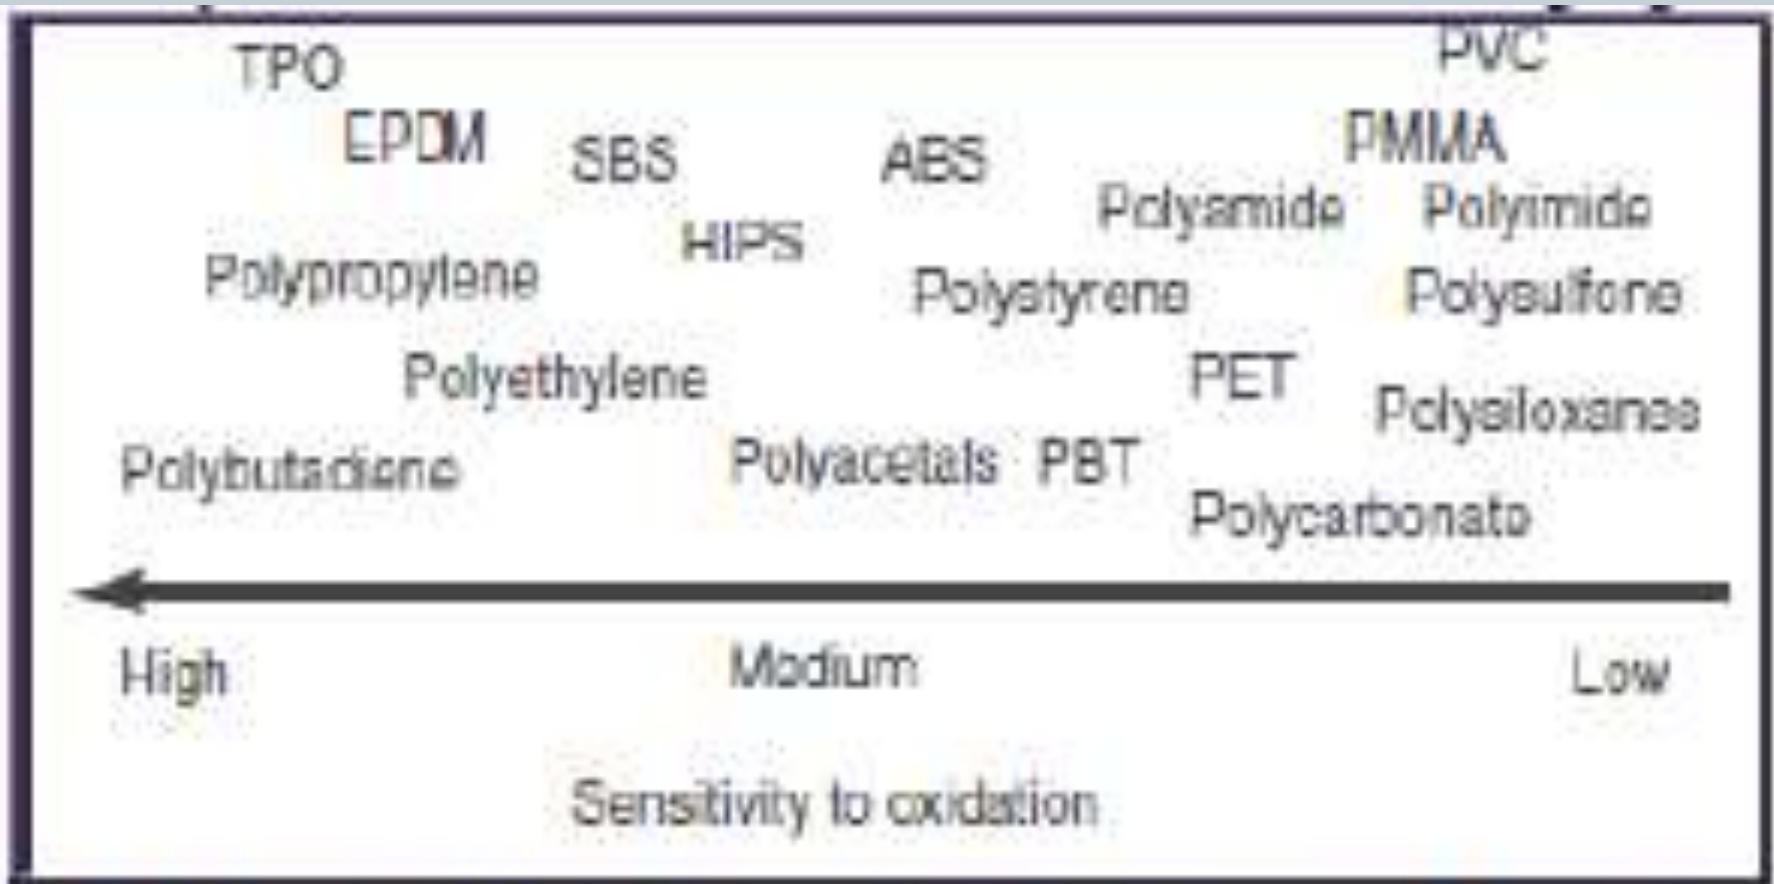 TPO
PVC
EPDM
SBS
ABS
PMMA
Polyamide
Polyimide
HIPS
Polypropylene
Polystyrene
Polysulfone
Polyethylene
PET
Polysiloxanes
Polybutadiene
Polyacetals
PBT
Polycarbonate
High
Medium
Low
Sensitivity to oxidation